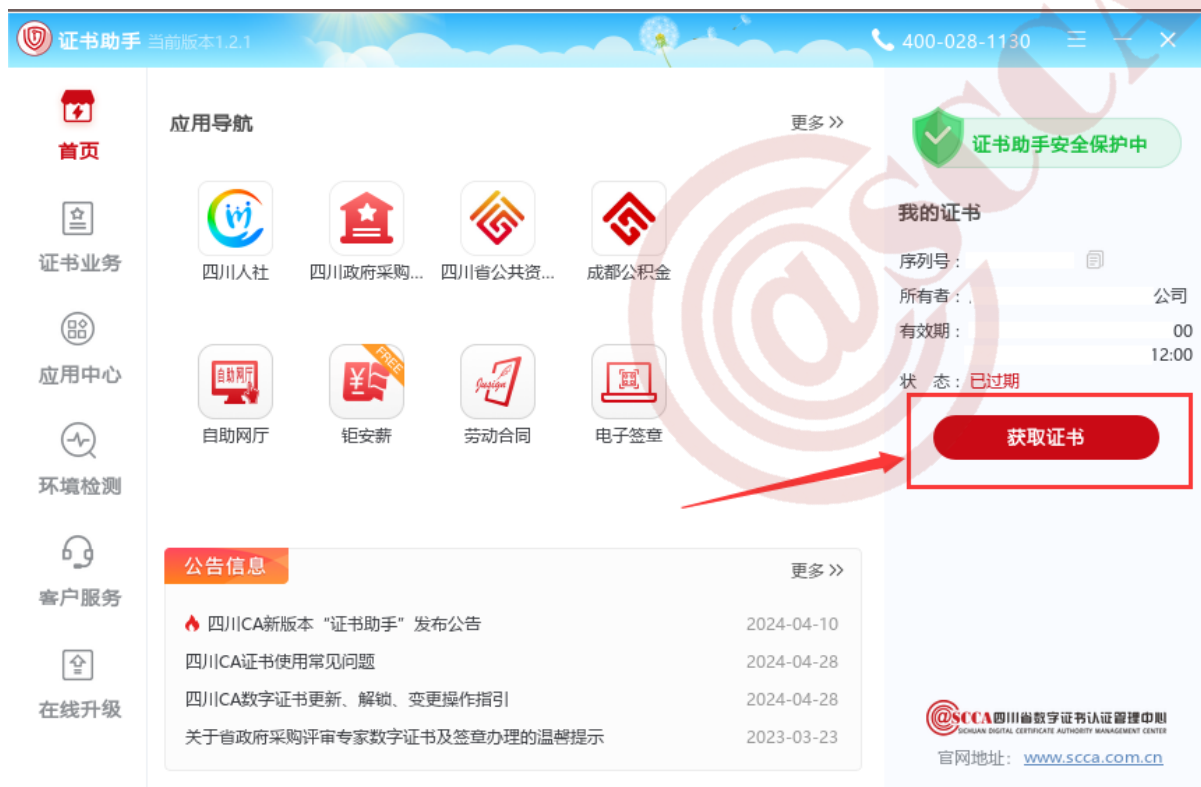 证书助手 当前版本1.2.1
400-028-1130
首页
证书业务
应用中心
环境检测
客户服务
在线升级
应用导航
更多
四川人社
四川政府采购...
四川省公共资...
成都公积金
自助网厅
自助网厅
FREE
钜安薪
Jusign
劳动合同
电子签章
公告信息
更多
四川CA新版本“证书助手”发布公告 2024-04-10
四川CA证书使用常见问题 2024-04-28
四川CA数字证书更新、解锁、变更操作指引 2024-04-28
关于省政府采购评审专家数字证书及签章办理的温馨提示 2023-03-23
证书助手安全保护中
我的证书
序列号：
所有者： 公司
有效期： 00
12:00
状 态：已过期
获取证书
@SCCA四川省数字证书认证管理中心
SICHUAN DIGITAL CERTIFICATE AUTHORITY MANAGEMENT CENTER
官网地址： www.scca.com.cn
@SCCA